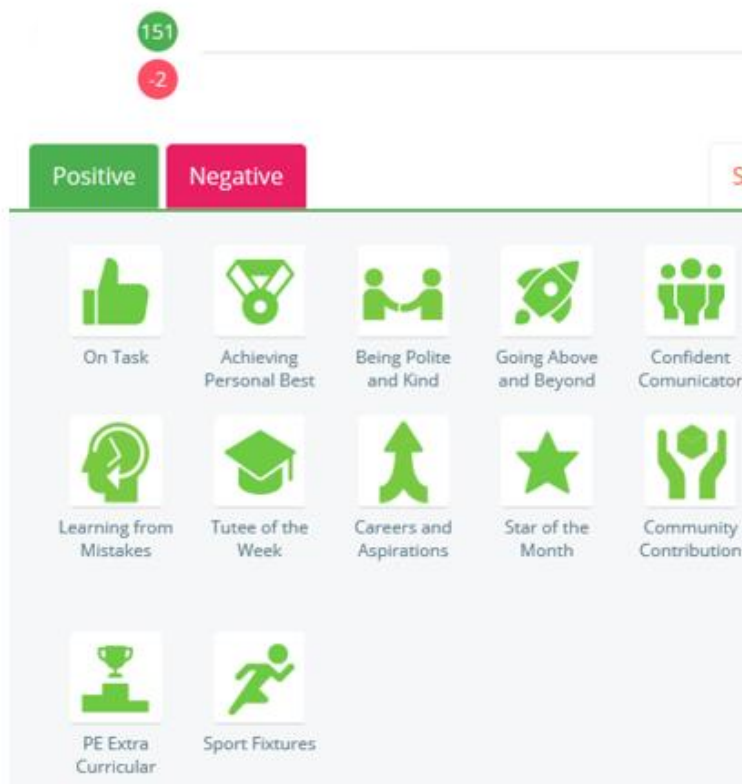 151
-2
Positive
Negative
S
On Task
Achieving
Personal Best
Being Polite
and Kind
Going Above
and Beyond
Confident
Comunicator
Learning from
Mistakes
Tutee of the
Week
Careers and
Aspirations
Star of the
Month
Community
Contribution
PE Extra
Curricular
Sport Fixtures